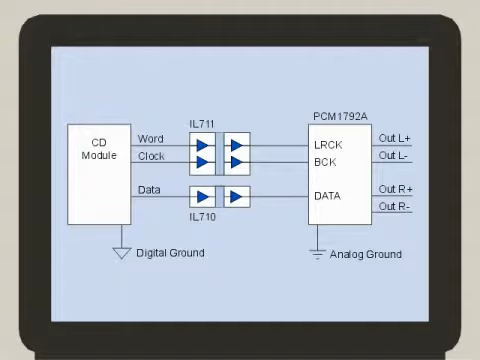 IL711
PCM1792A
CD
Module
Word
Clock
Data
LRCK
BCK
DATA
Out L+
Out L-
Out R+
Out R-
IL710
Digital Ground
Analog Ground